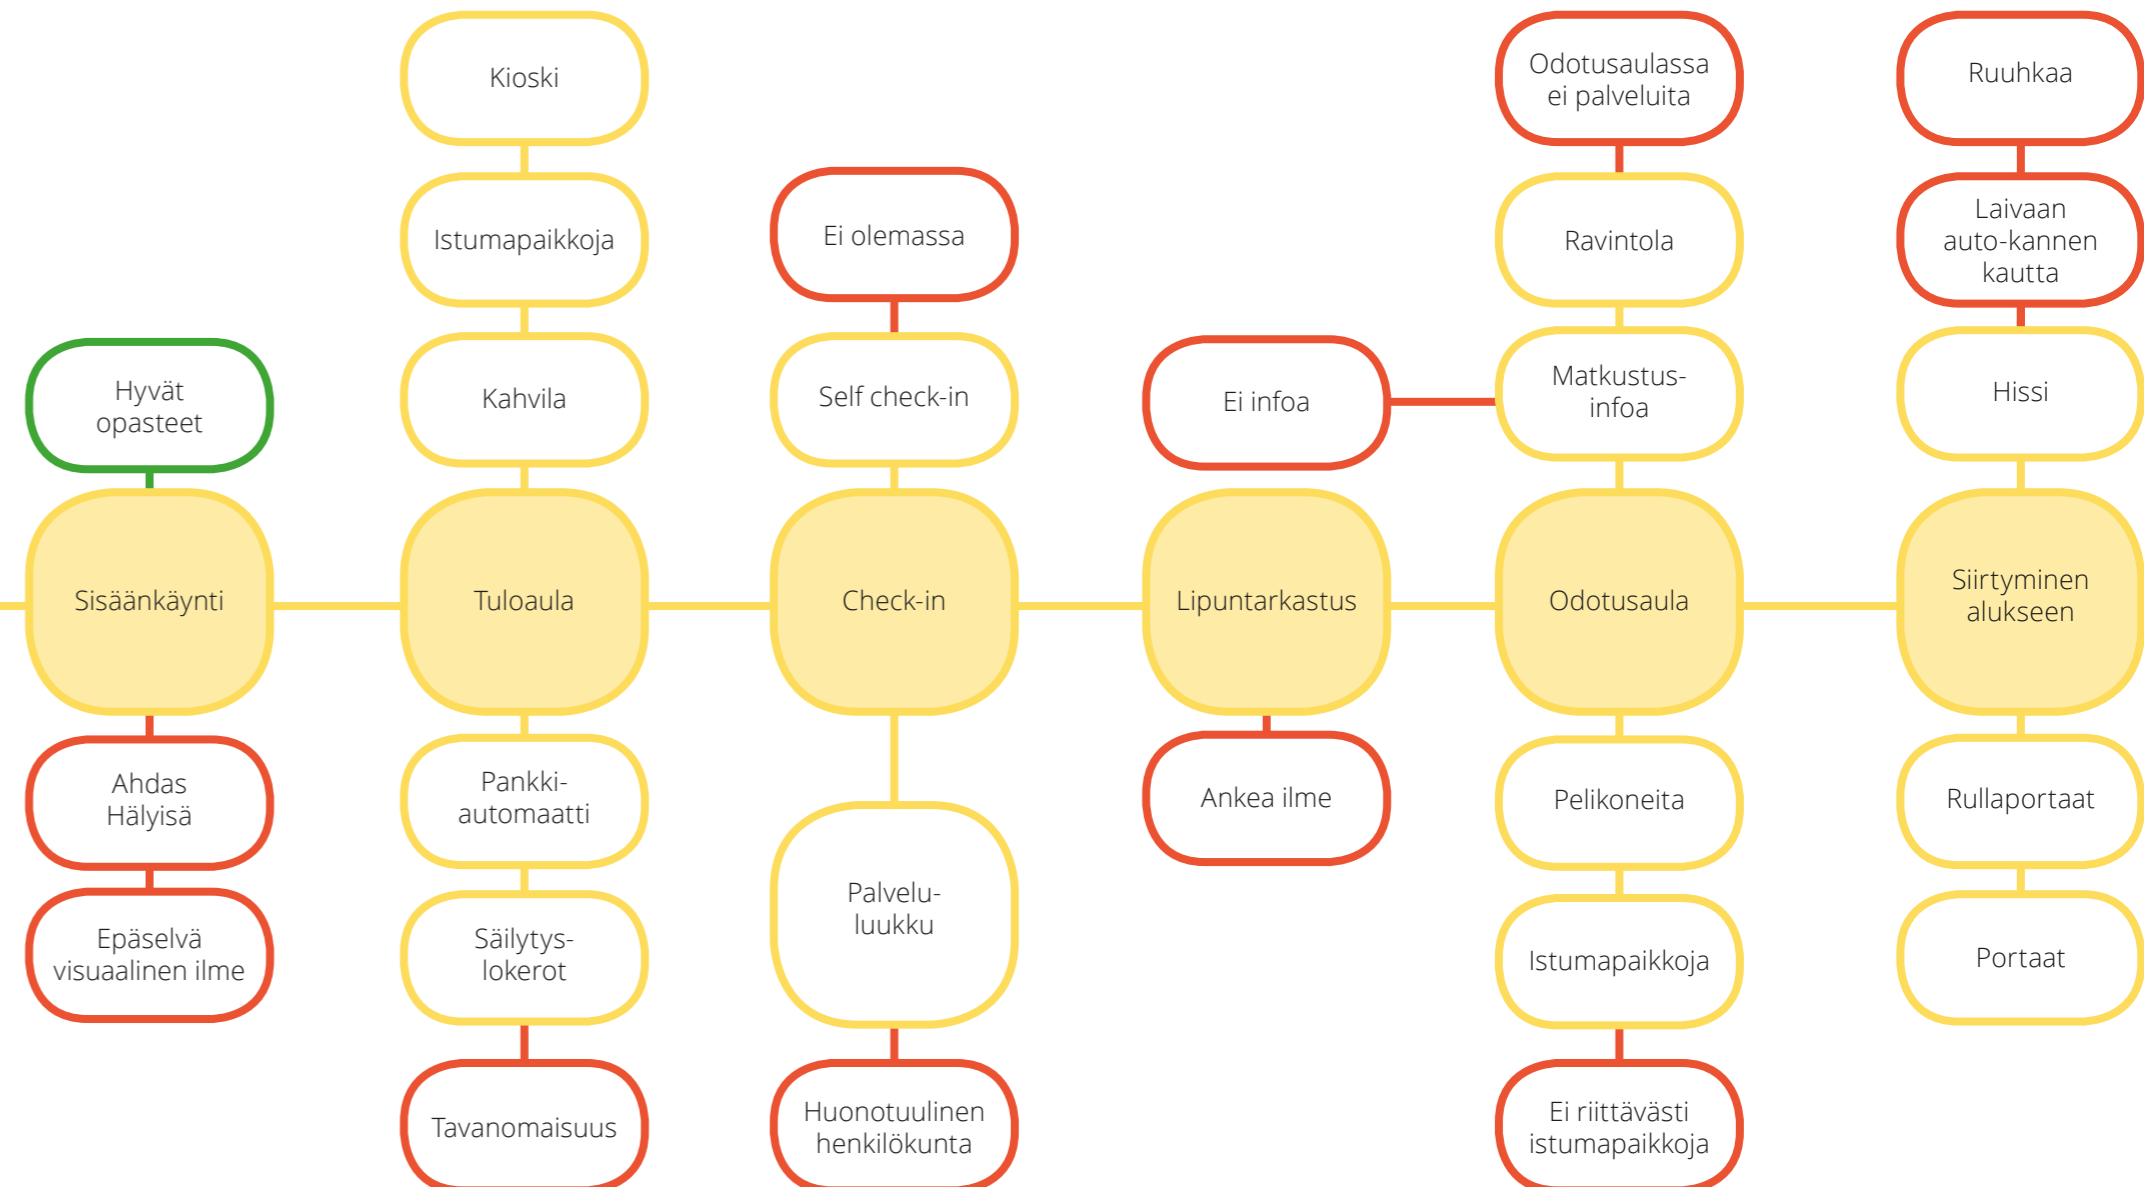 Hyvät
opasteet
Sisäänkäynti
Ahdas
Hälyisä
Epäselvä
visuaalinen ilme
Kioski
Istumapaikkoja
Kahvila
Tuloaula
Pankki-
automaatti
Säilytys-
lokerot
Tavanomaisuus
Ei olemassa
Self check-in
Check-in
Palvelu-
luukku
Huonotuulinen
henkilökunta
Ei infoa
Lipuntarkastus
Ankea ilme
Odotusaulassa
ei palveluita
Ravintola
Matkustus-
infoa
Odotusaula
Pelikoneita
Istumapaikkoja
Ei riittävästi
istumapaikkoja
Ruuhkaa
Laivaan
auto-kannen
kautta
Hissi
Siirtyminen
alukseen
Rullaportaat
Portaat